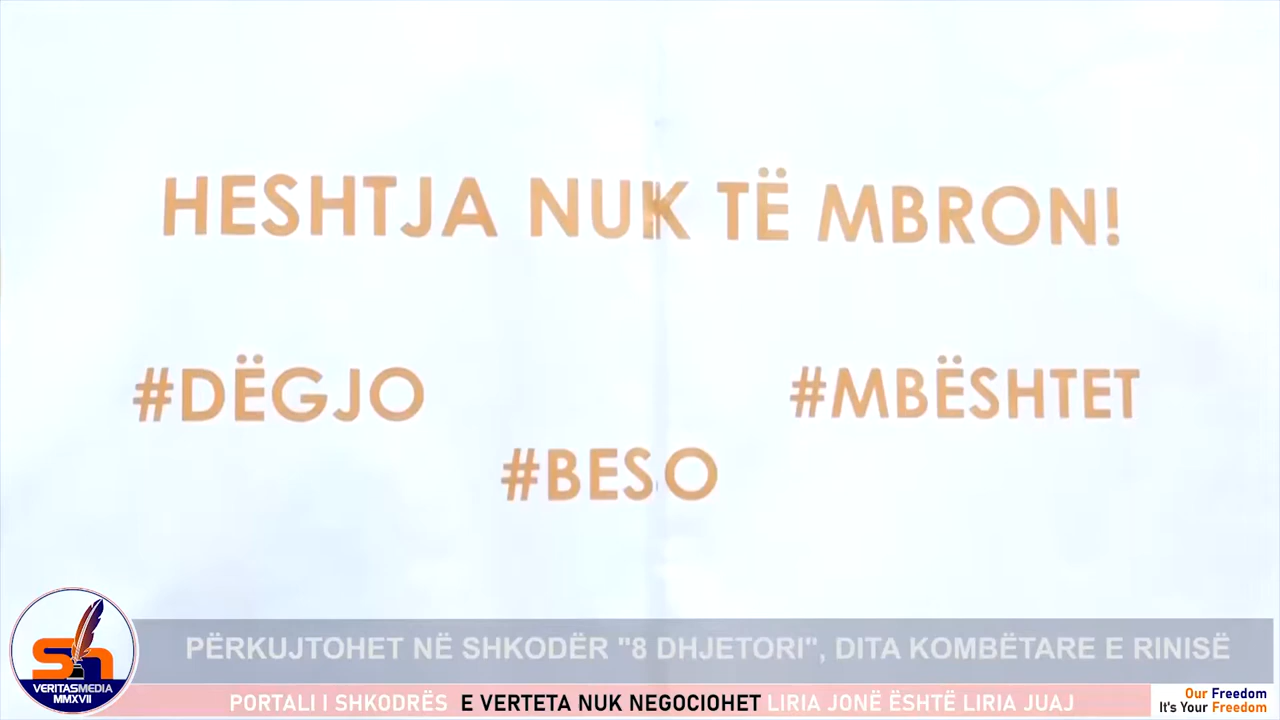 HESHTJA NUK TË MBRON!
#DËGJO
#MBËSHTET
#BESO
PËRKUJTOHET NË SHKODËR "8 DHJETORI", DITA KOMBËTARE E RINISË
Sh
VERITASMEDIA
MMXVII
PORTALI I SHKODRËS E VERTETA NUK NEGOCIOHET LIRIA JONË ËSHTË LIRIA JUAJ
Our Freedom
It's Your Freedom